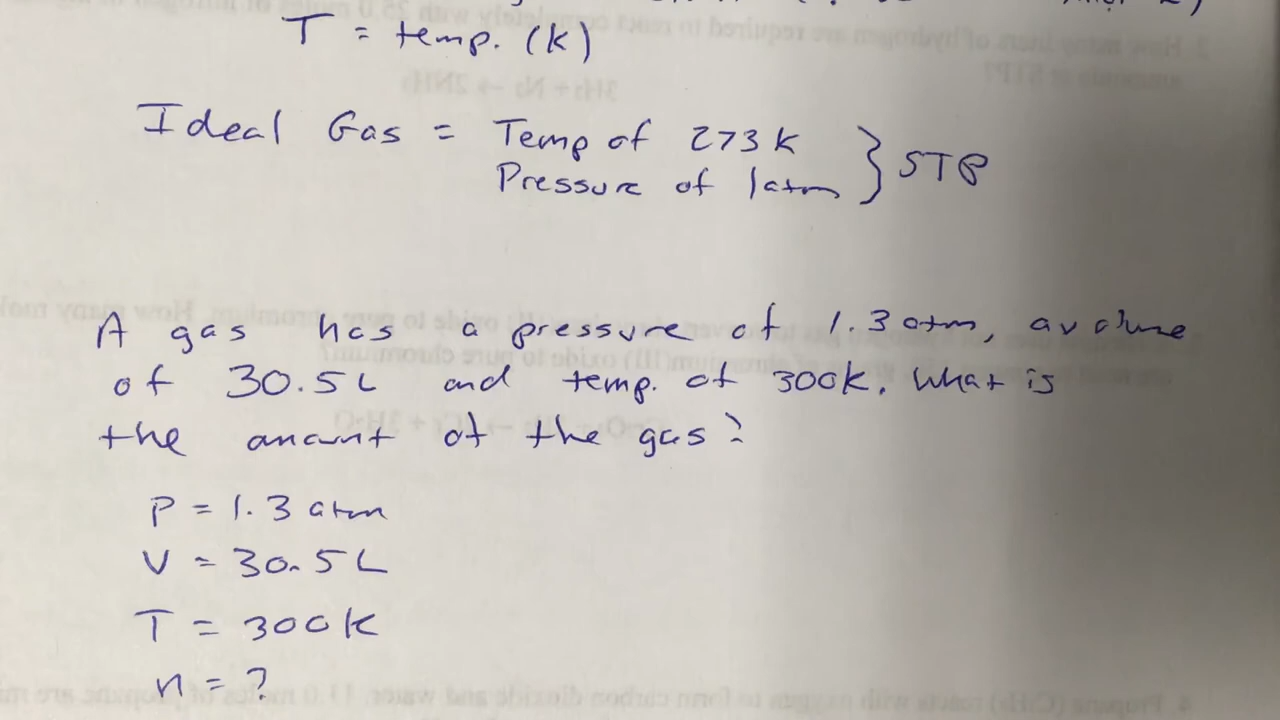 T = temp. (K)
Ideal Gas = Temp of 273K
Pressure of 1atm } STP
A gas has a pressure of 1.3 atm, a volume
of 30.5L and temp. of 300K. What is
the amount of the gas?
P = 1.3 atm
V = 30.5L
T = 300K
n = ?